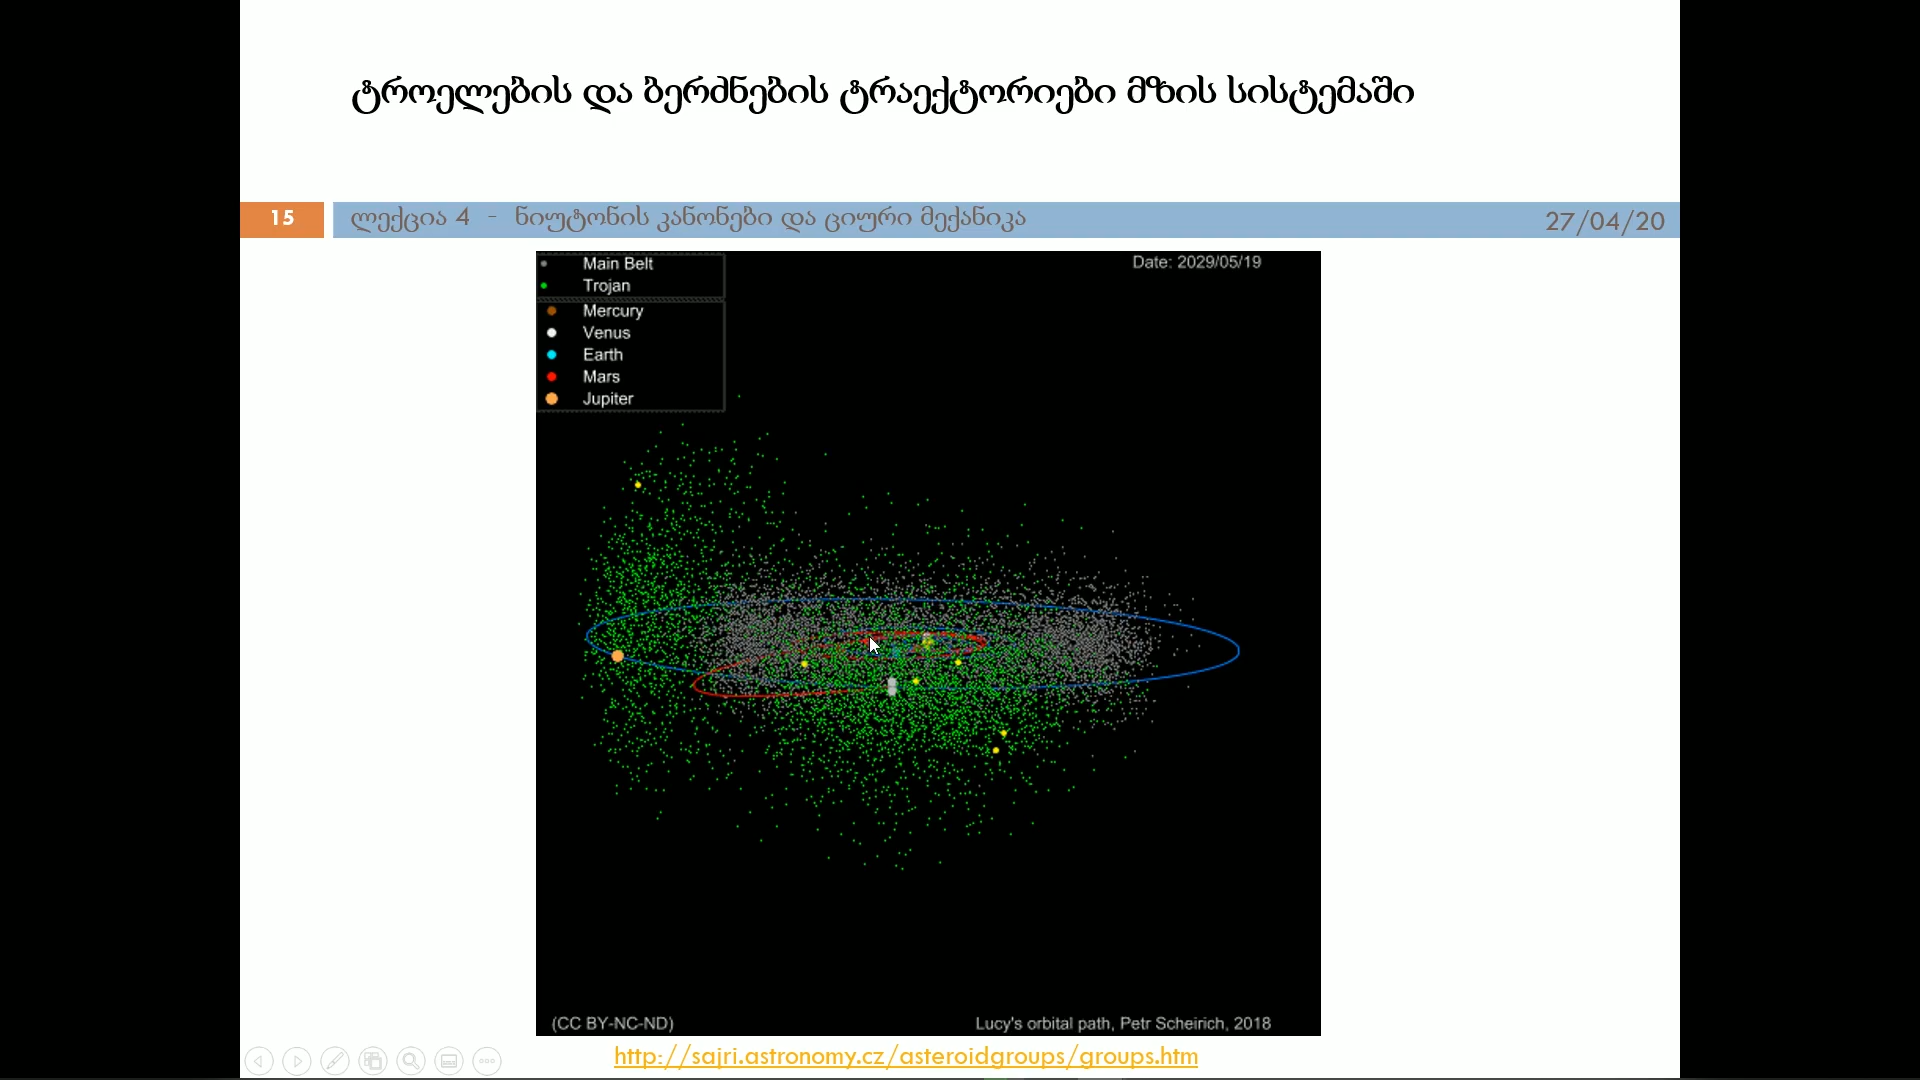 ტროელების და ბერძნების ტრაექტორიები მზის სისტემაში
15
ლექცია 4 - ნიუტონის კანონები და ციური მექანიკა
27/04/20
Main Belt
Trojan
Mercury
Venus
Earth
Mars
Jupiter
Date: 2029/05/19
(CC BY-NC-ND)
Lucy's orbital path, Petr Scheirich, 2018
http://sajri.astronomy.cz/asteroidgroups/groups.htm